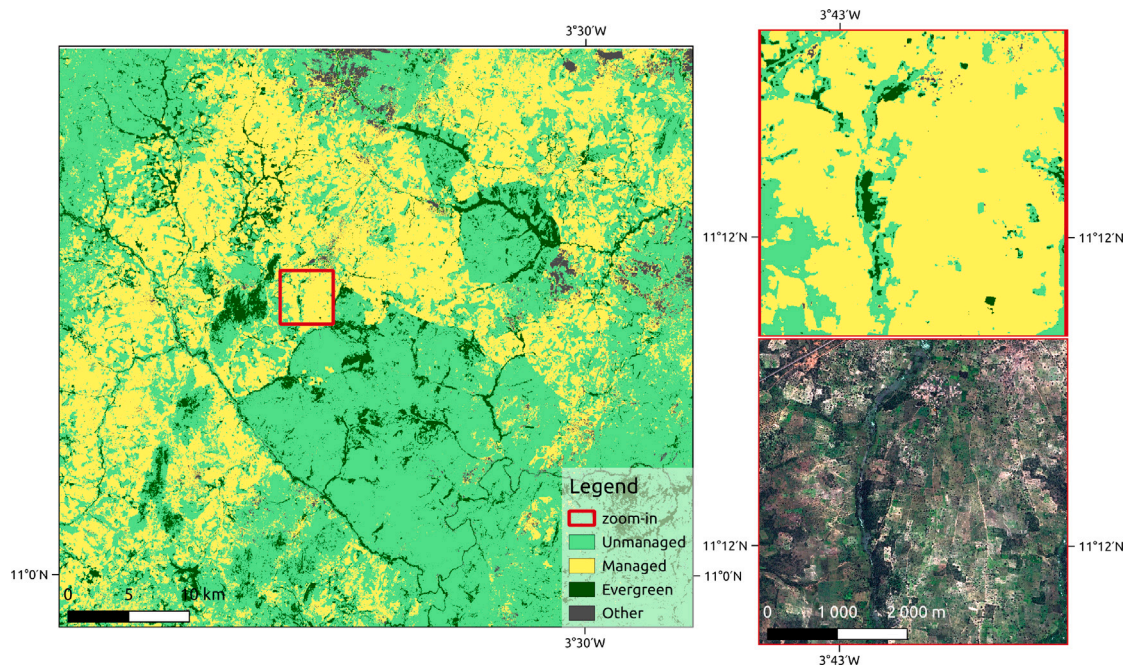 3°30′W
3°43′W
11°12′N
11°12′N
11°12′N
11°12′N
Legend
zoom-in
Unmanaged
Managed
Evergreen
Other
11°0′N
11°0′N
0 5 10 km
0 1 000 2 000 m
3°30′W
3°43′W